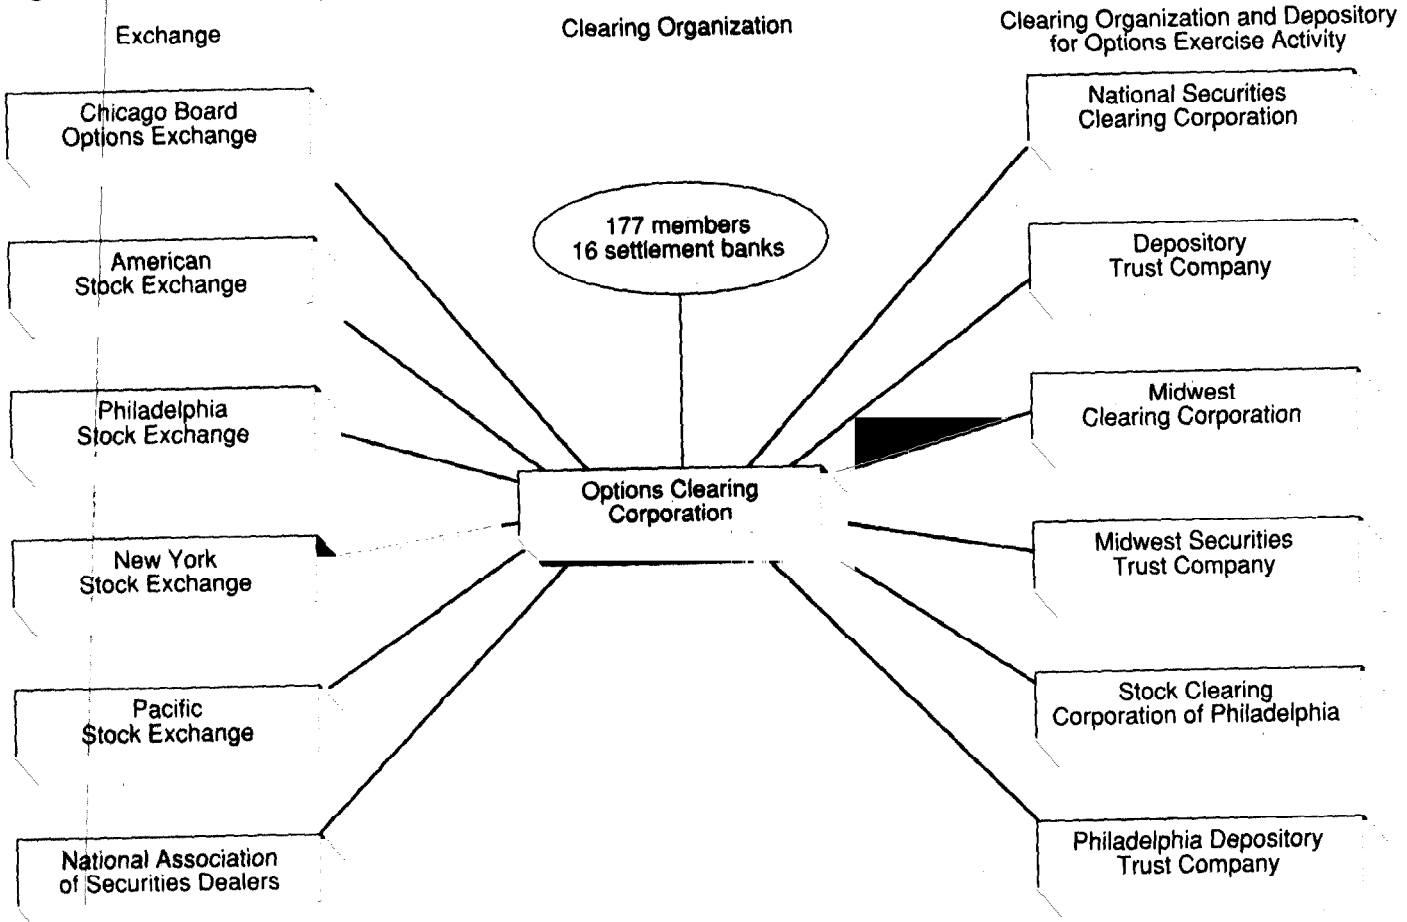 Exchange
Clearing Organization
Clearing Organization and Depository
for Options Exercise Activity
Chicago Board
Options Exchange
American
Stock Exchange
Philadelphia
Stock Exchange
New York
Stock Exchange
Pacific
Stock Exchange
National Association
of Securities Dealers
177 members
16 settlement banks
Options Clearing
Corporation
National Securities
Clearing Corporation
Depository
Trust Company
Midwest
Clearing Corporation
Midwest Securities
Trust Company
Stock Clearing
Corporation of Philadelphia
Philadelphia Depository
Trust Company